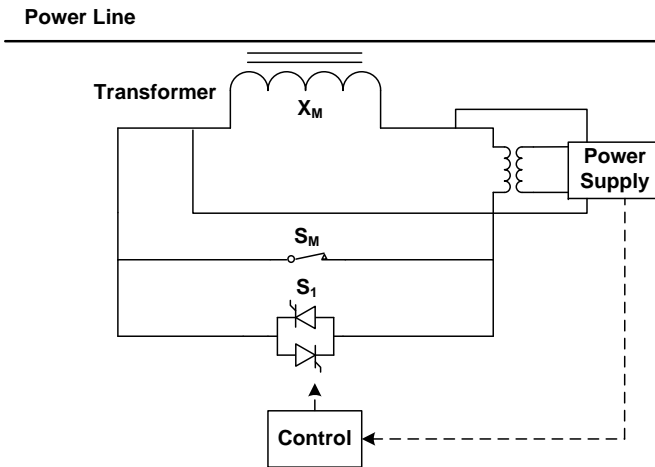 Power Line
Transformer
XM
Power
Supply
SM
S1
Control